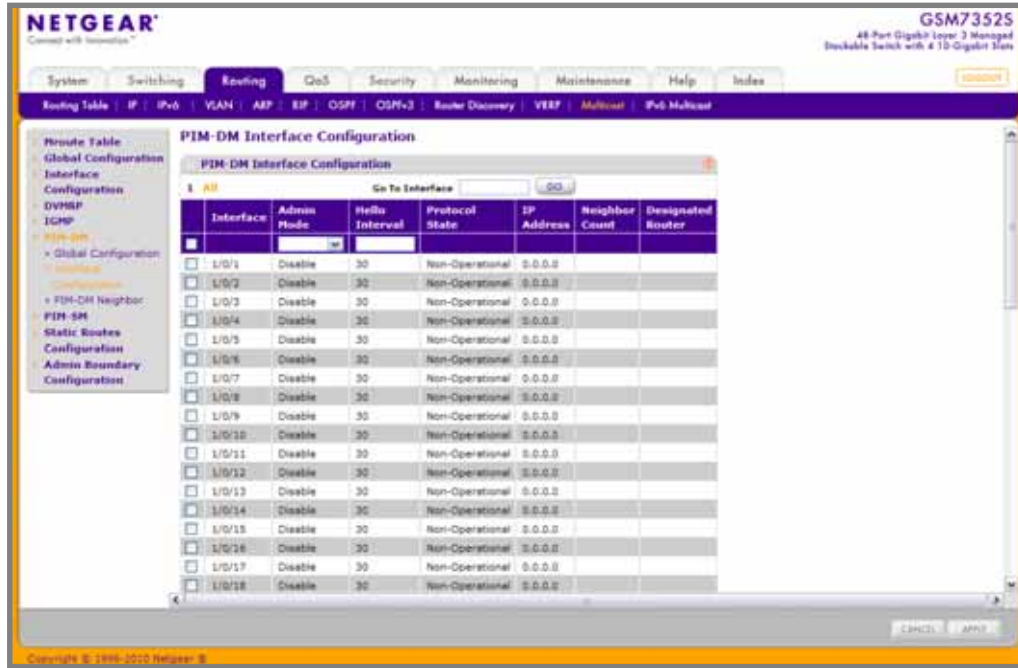 NETGEAR®
Connect with Innovation™
GSM7352S
48-Port Gigabit Layer 3 Managed
Stackable Switch with 4 10-Gigabit Slots
System Switching Routing QoS Security Monitoring Maintenance Help Index
LOGOUT
Routing Table | IP | IPv6 | VLAN | ARP | RIP | OSPF | OSPFv3 | Router Discovery | VRRP | Multicast | IPv6 Multicast
Mroute Table
Global Configuration
Interface
Configuration
DVMRP
IGMP
PIM-DM
» Global Configuration
» Interface
Configuration
» PIM-DM Neighbor
PIM-SM
Static Routes
Configuration
Admin Boundary
Configuration
PIM-DM Interface Configuration
PIM-DM Interface Configuration
1 All Go To Interface GO
Interface Admin Mode Hello Interval Protocol State IP Address Neighbor Count Designated Router
1/0/1 Disable 30 Non-Operational 0.0.0.0
1/0/2 Disable 30 Non-Operational 0.0.0.0
1/0/3 Disable 30 Non-Operational 0.0.0.0
1/0/4 Disable 30 Non-Operational 0.0.0.0
1/0/5 Disable 30 Non-Operational 0.0.0.0
1/0/6 Disable 30 Non-Operational 0.0.0.0
1/0/7 Disable 30 Non-Operational 0.0.0.0
1/0/8 Disable 30 Non-Operational 0.0.0.0
1/0/9 Disable 30 Non-Operational 0.0.0.0
1/0/10 Disable 30 Non-Operational 0.0.0.0
1/0/11 Disable 30 Non-Operational 0.0.0.0
1/0/12 Disable 30 Non-Operational 0.0.0.0
1/0/13 Disable 30 Non-Operational 0.0.0.0
1/0/14 Disable 30 Non-Operational 0.0.0.0
1/0/15 Disable 30 Non-Operational 0.0.0.0
1/0/16 Disable 30 Non-Operational 0.0.0.0
1/0/17 Disable 30 Non-Operational 0.0.0.0
1/0/18 Disable 30 Non-Operational 0.0.0.0
CANCEL APPLY
Copyright © 1996-2010 Netgear ®